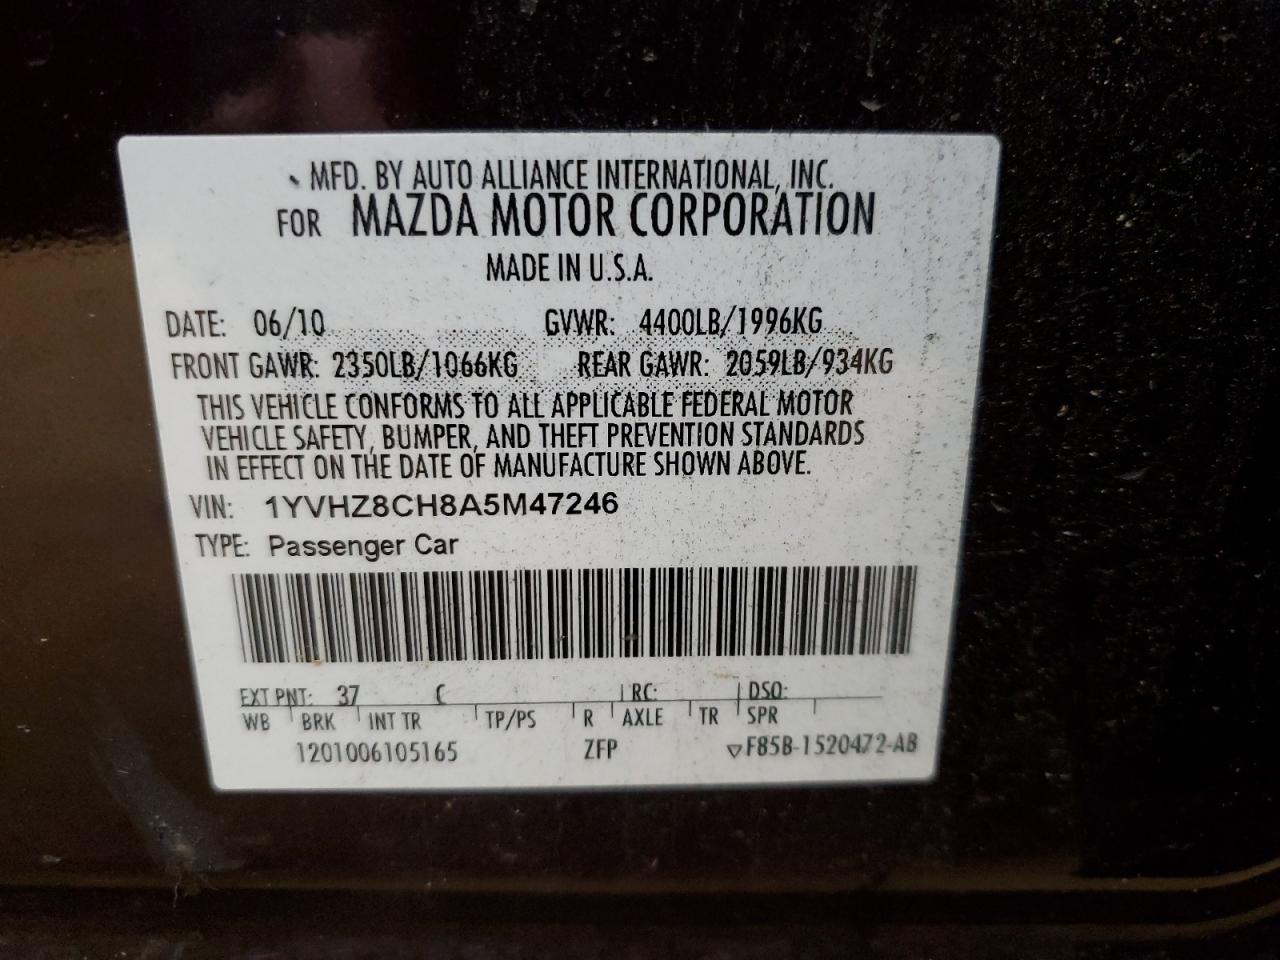 MFD. BY AUTO ALLIANCE INTERNATIONAL, INC.
FOR MAZDA MOTOR CORPORATION
MADE IN U.S.A.
DATE: 06/10 GVWR: 4400LB/1996KG
FRONT GAWR: 2350LB/1066KG REAR GAWR: 2059LB/934KG
THIS VEHICLE CONFORMS TO ALL APPLICABLE FEDERAL MOTOR
VEHICLE SAFETY, BUMPER, AND THEFT PREVENTION STANDARDS
IN EFFECT ON THE DATE OF MANUFACTURE SHOWN ABOVE.
VIN: 1YVHZ8CH8A5M47246
TYPE: Passenger Car
EXT PNT: 37 C RC: DSO:
WB BRK INT TR TP/PS R AXLE TR SPR
1201006105165 ZFP ▽F85B-1520472-AB